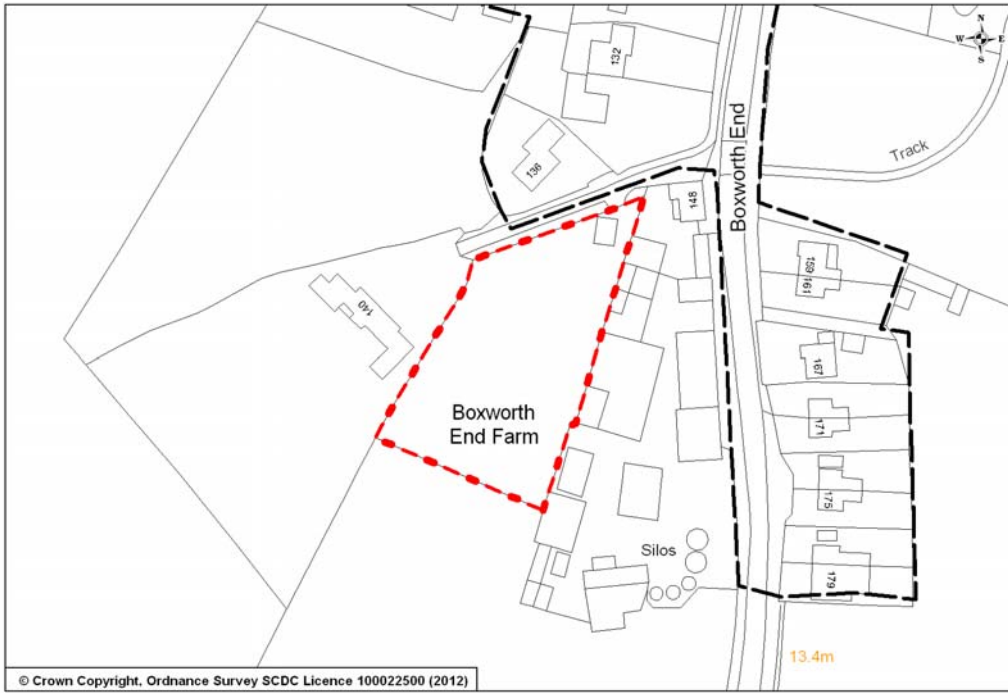 N
W E
S
132
Boxworth End
Track
136
148
159
161
140
167
Boxworth
End Farm
171
175
Silos
179
13.4m
© Crown Copyright, Ordnance Survey SCDC Licence 100022500 (2012)